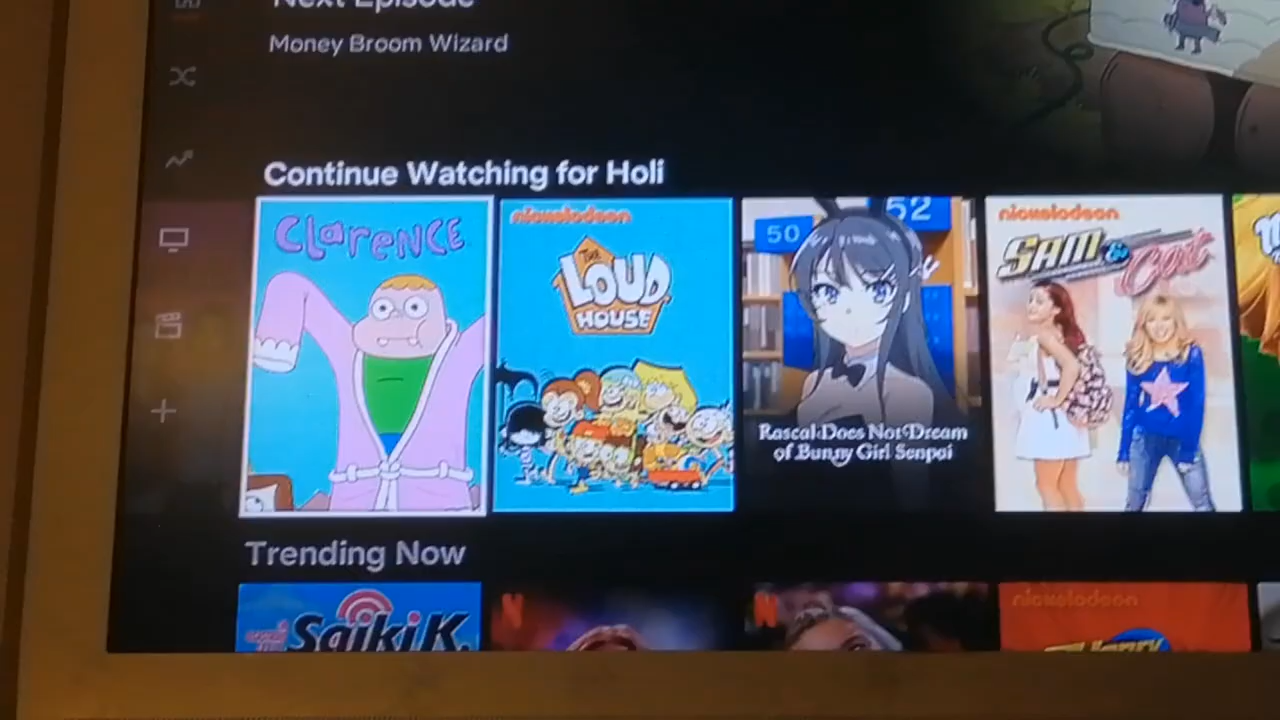 Next Episode
Money Broom Wizard
Continue Watching for Holi
Clarence
nickelodeon
THE
LOUD
HOUSE
50
52
Rascal Does Not Dream
of Bunny Girl Senpai
nickelodeon
SAM &
Cat
Trending Now
Saiki K.
N
N
nickelodeon